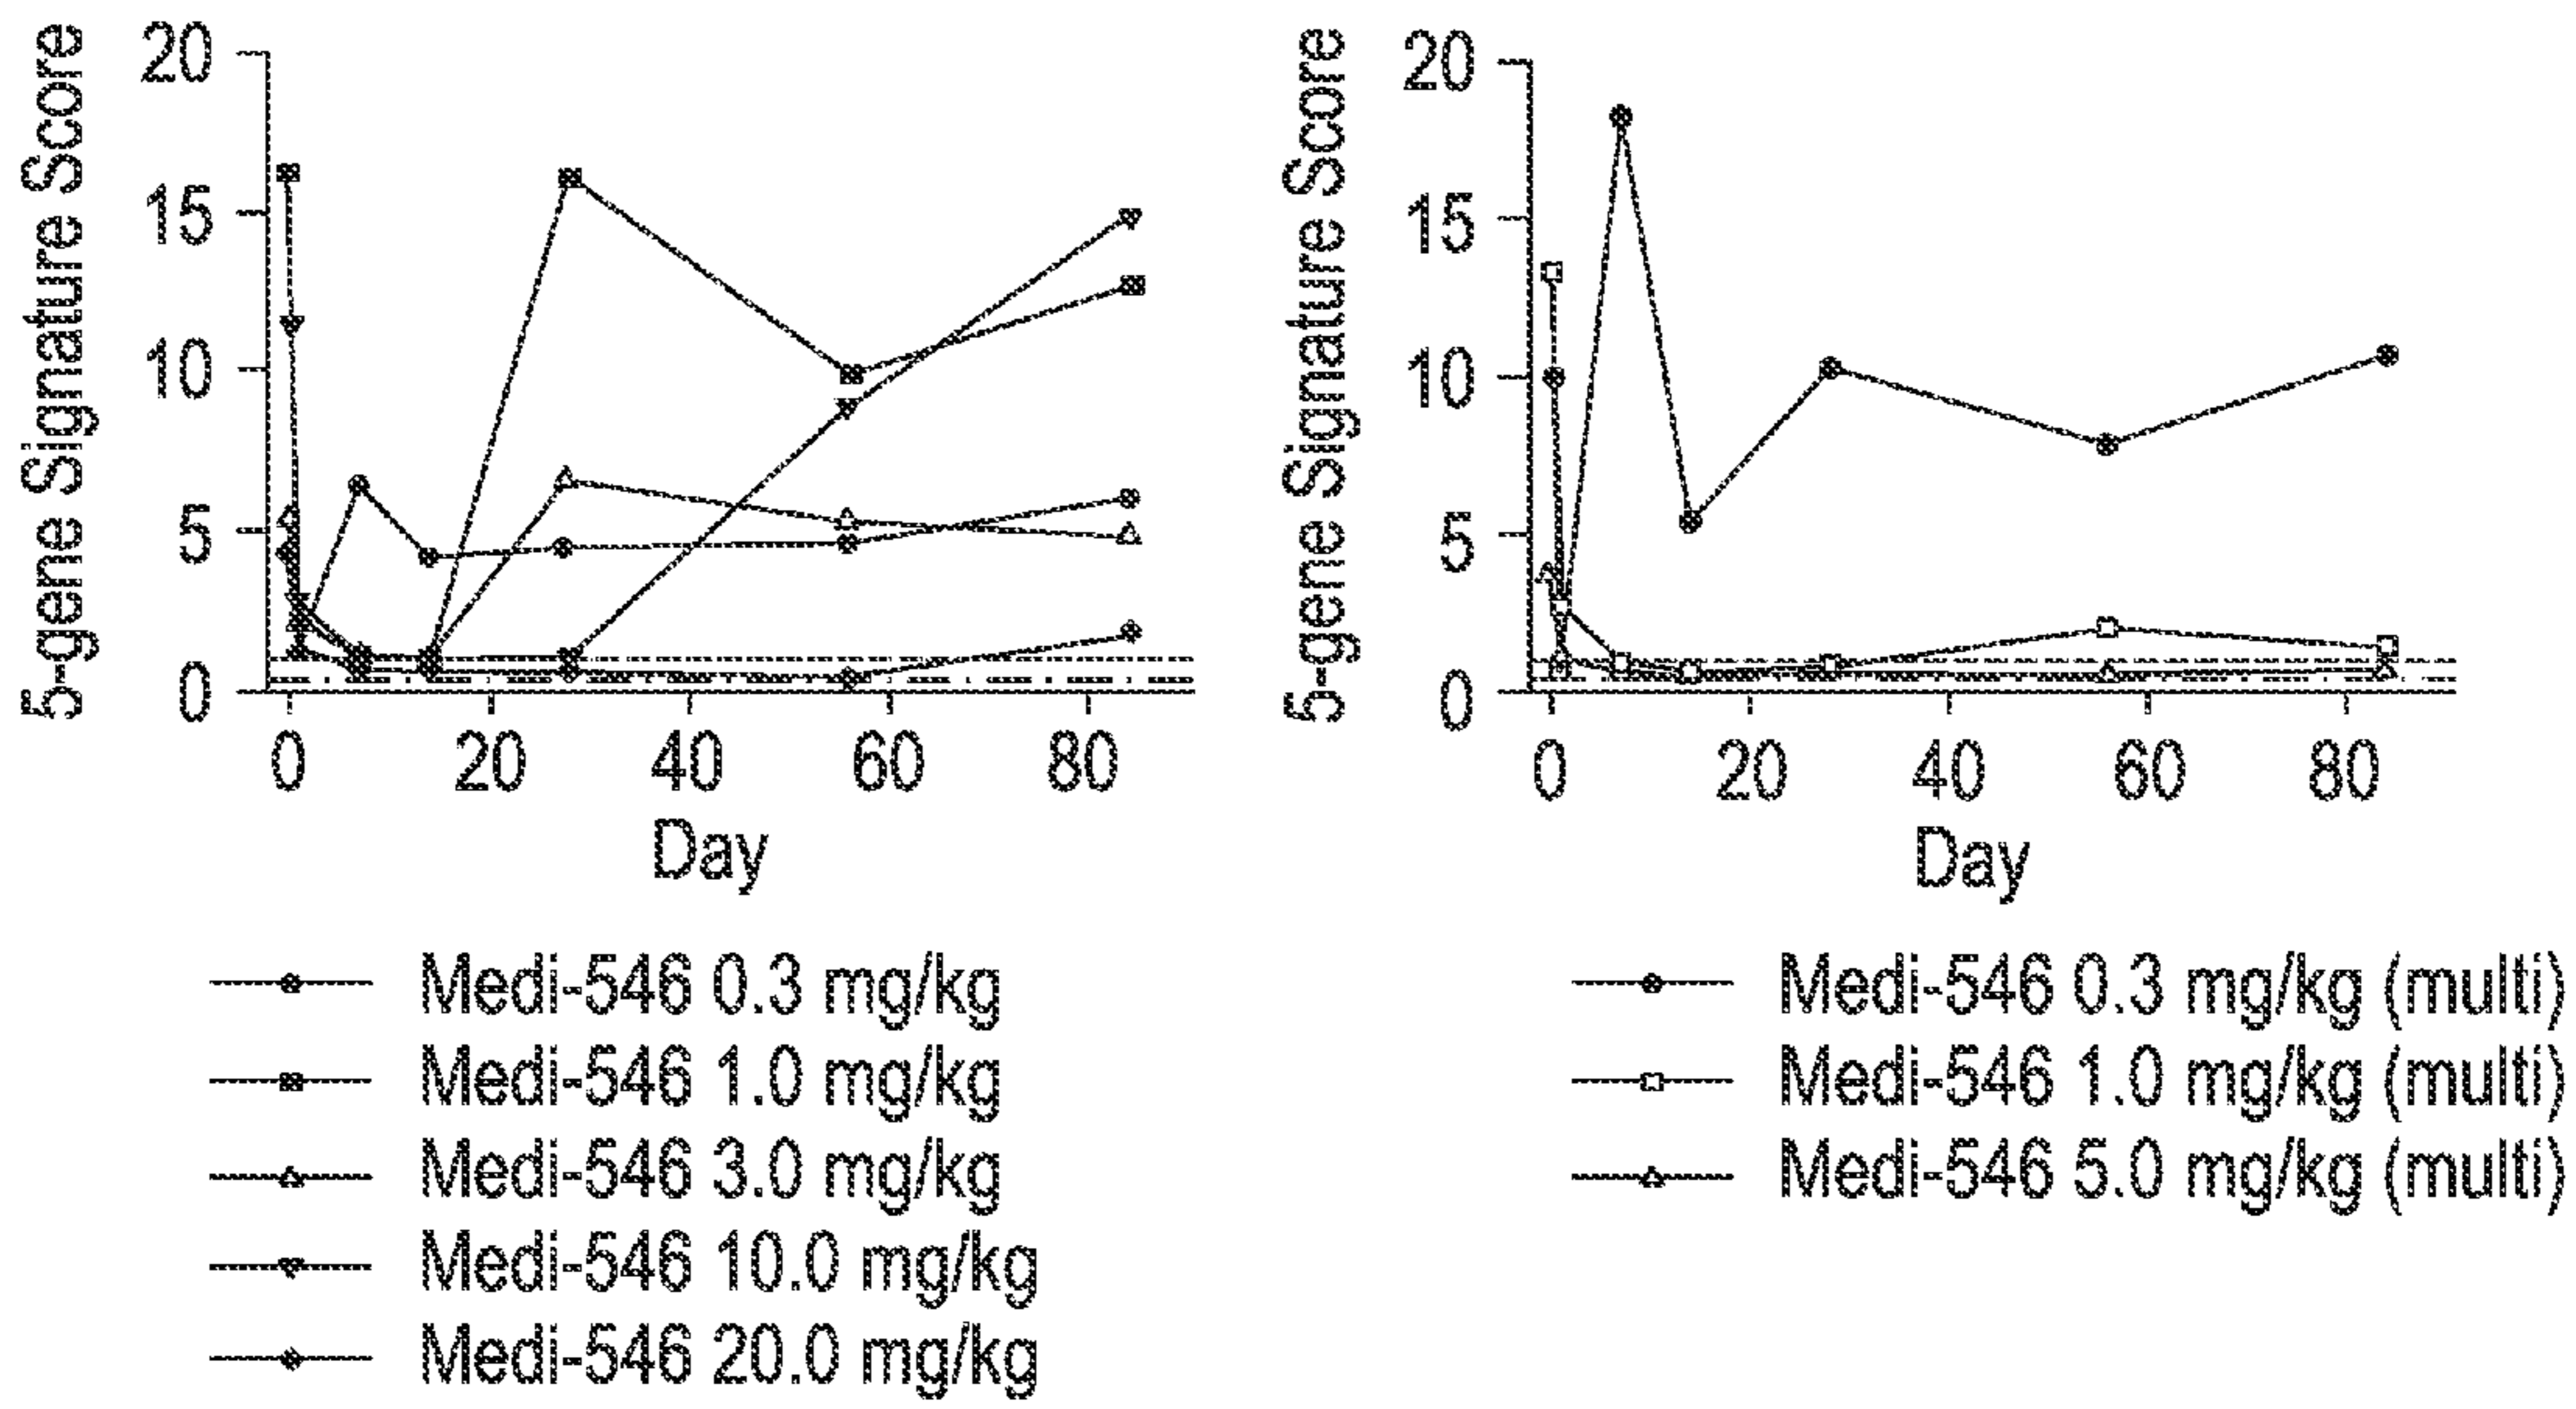 5-gene Signature Score
20
15
10
5
0
0 20 40 60 80
Day
Medi-546 0.3 mg/kg
Medi-546 1.0 mg/kg
Medi-546 3.0 mg/kg
Medi-546 10.0 mg/kg
Medi-546 20.0 mg/kg
5-gene Signature Score
20
15
10
5
0
0 20 40 60 80
Day
Medi-546 0.3 mg/kg (multi)
Medi-546 1.0 mg/kg (multi)
Medi-546 5.0 mg/kg (multi)